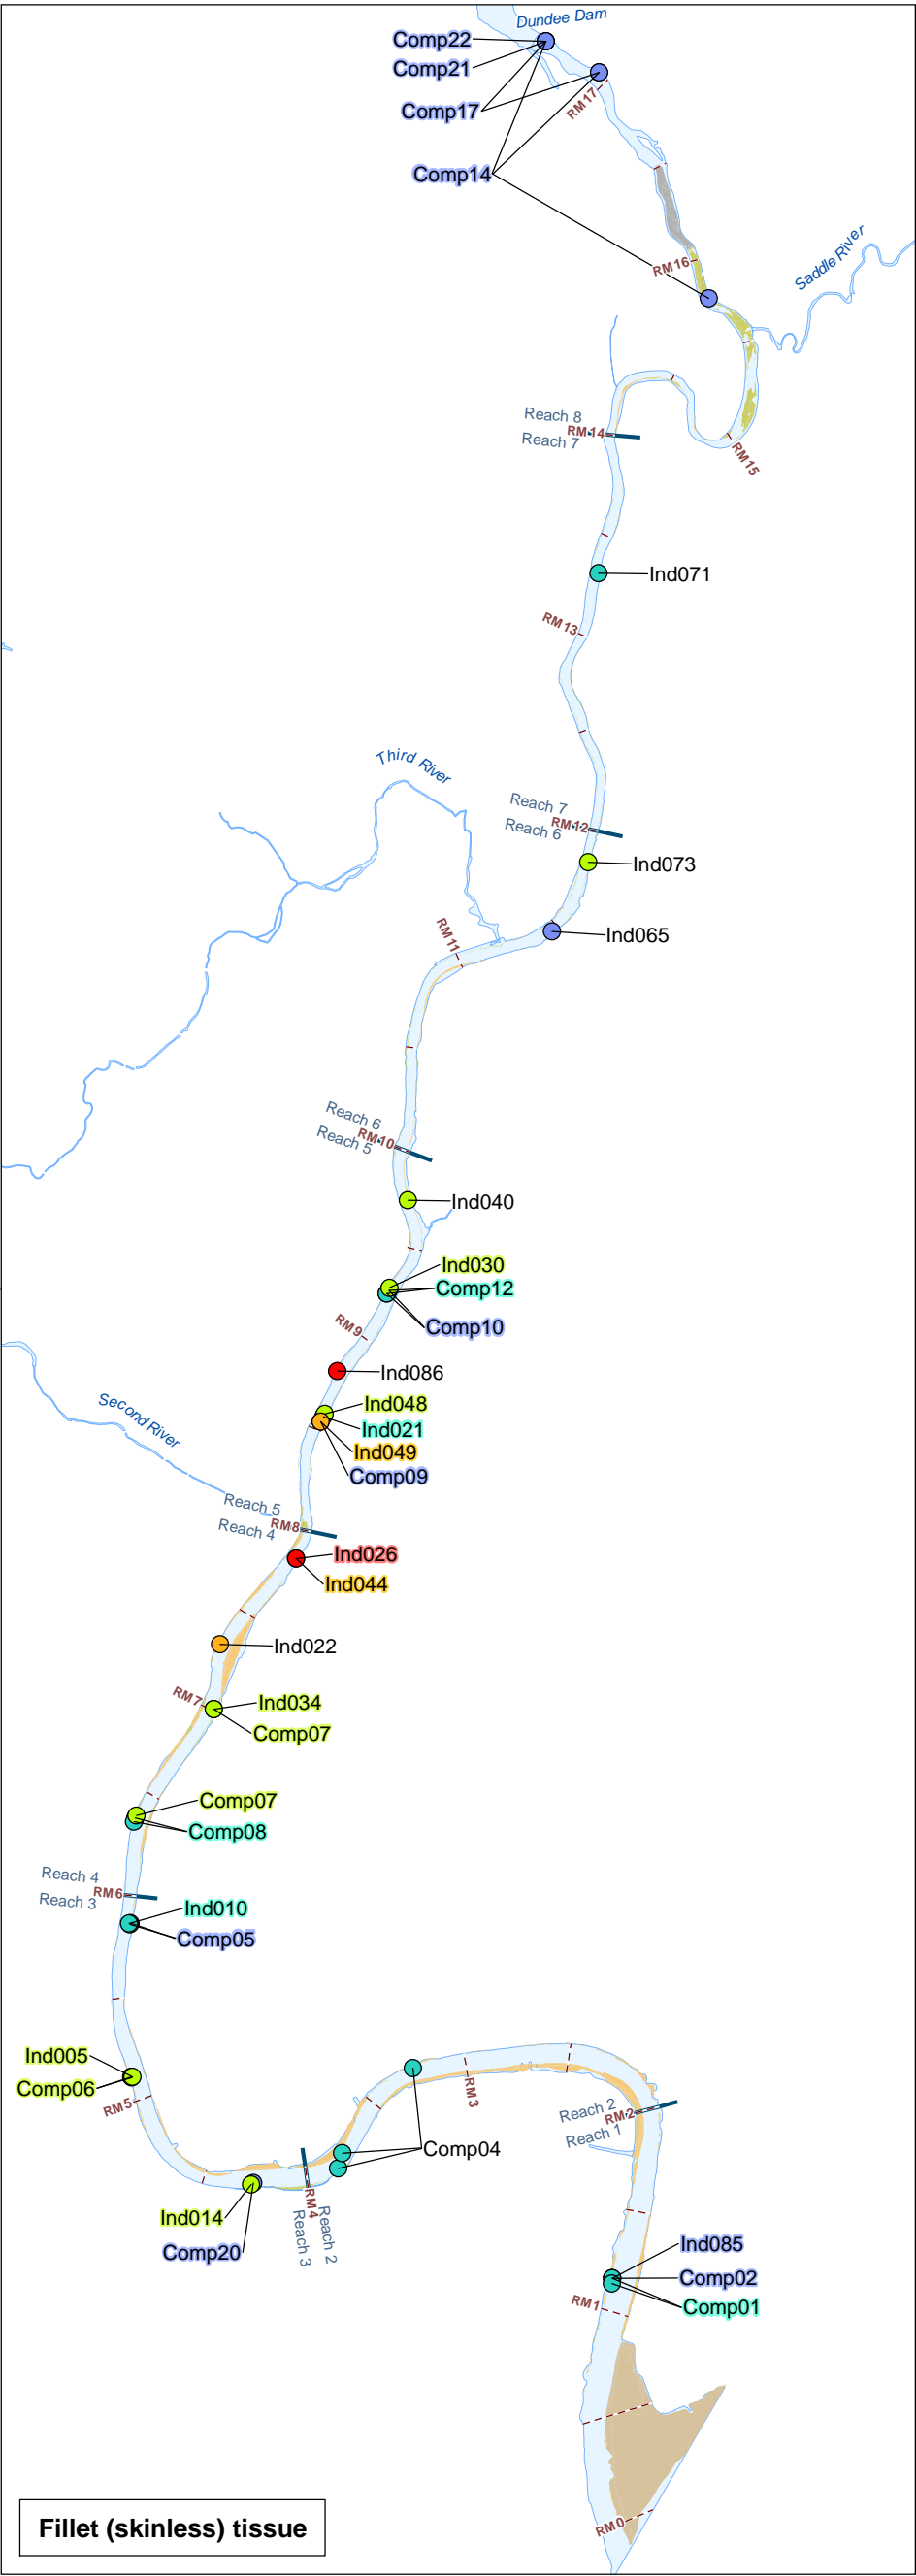 Dundee Dam
Comp22
Comp21
RM17
Comp17
Comp14
Saddle River
RM16
Reach 8
RM14
Reach 7
RM15
Ind071
RM13
Third River
Reach 7
RM12
Reach 6
Ind073
Ind065
RM11
Reach 6
RM10
Reach 5
Ind040
Ind030
Comp12
Comp10
RM9
Ind086
Ind048
Ind021
Ind049
Comp09
Second River
Reach 5
RM8
Reach 4
Ind026
Ind044
Ind022
RM7
Ind034
Comp07
Comp07
Comp08
Reach 4
RM6
Reach 3
Ind010
Comp05
Ind005
Comp06
RM5
RM3
Reach 2
RM2
Reach 1
Comp04
RM4
Reach 2
Reach 3
Ind014
Comp20
Ind085
Comp02
Comp01
RM1
RM0
Fillet (skinless) tissue